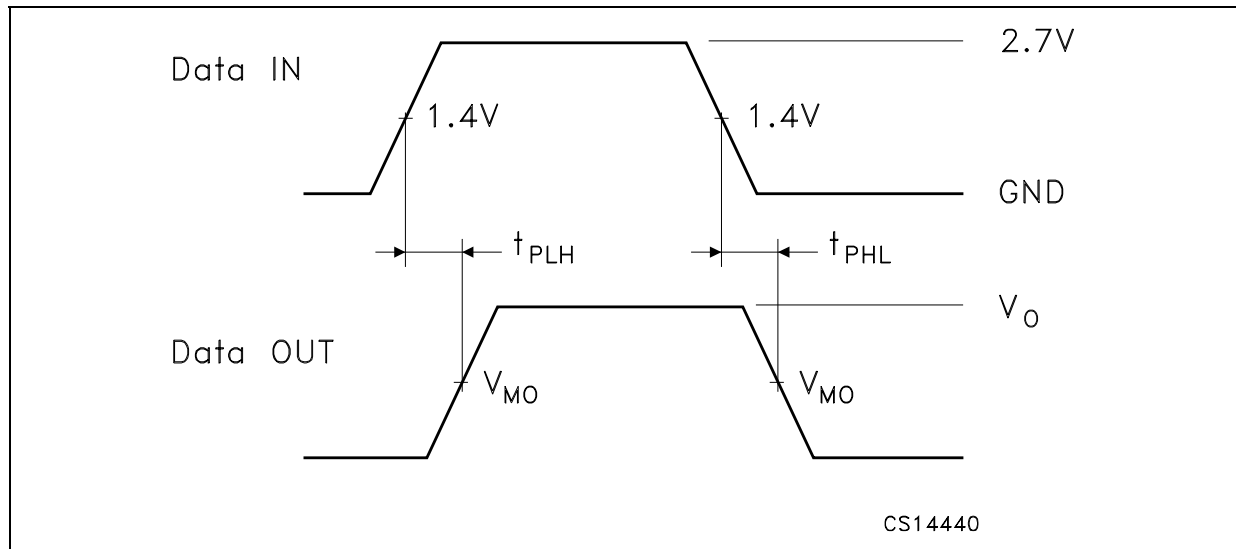 2.7V
Data IN
1.4V 1.4V
GND
tPLH tPHL
VO
Data OUT
VMO VMO
CS14440